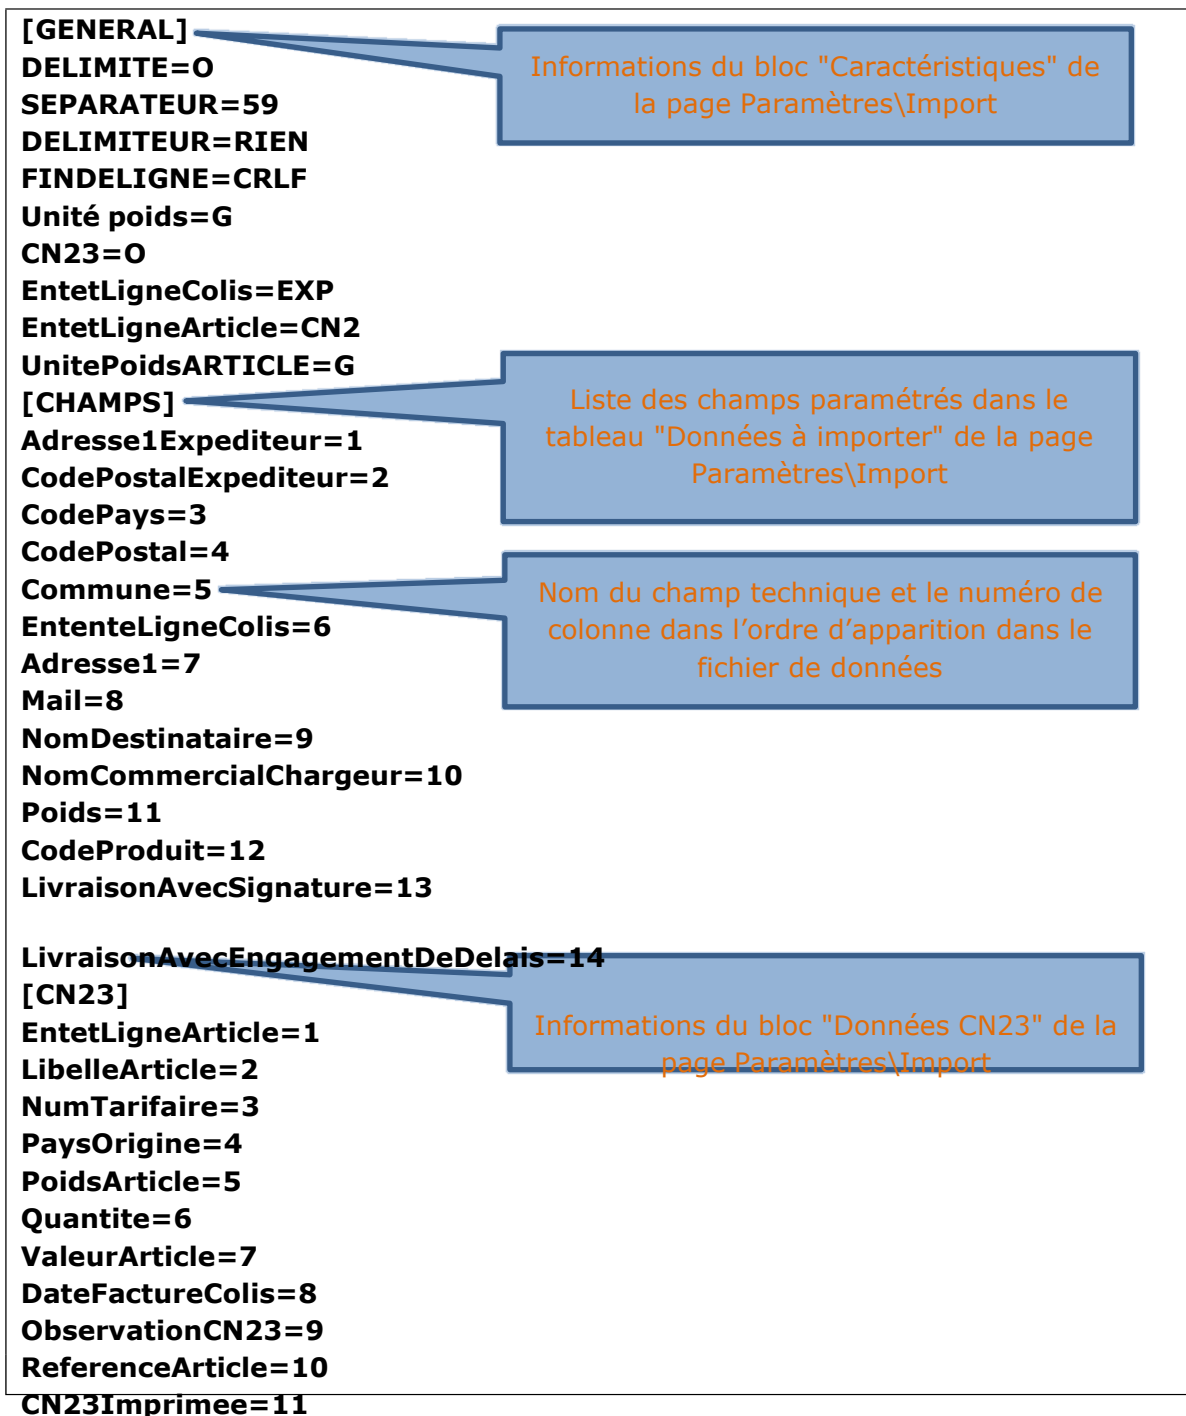 [GENERAL]
DELIMITE=O
SEPARATEUR=59
DELIMITEUR=RIEN
FINDELIGNE=CRLF
Unité poids=G
CN23=O
EntetLigneColis=EXP
EntetLigneArticle=CN2
UnitePoidsARTICLE=G
Informations du bloc "Caractéristiques" de
la page Paramètres\Import
[CHAMPS]
Adresse1Expediteur=1
CodePostalExpediteur=2
CodePays=3
CodePostal=4
Liste des champs paramétrés dans le
tableau "Données à importer" de la page
Paramètres\Import
Commune=5
EntenteLigneColis=6
Adresse1=7
Mail=8
NomDestinataire=9
NomCommercialChargeur=10
Poids=11
CodeProduit=12
LivraisonAvecSignature=13
Nom du champ technique et le numéro de
colonne dans l’ordre d’apparition dans le
fichier de données
LivraisonAvecEngagementDeDelais=14
[CN23]
EntetLigneArticle=1
LibelleArticle=2
NumTarifaire=3
PaysOrigine=4
PoidsArticle=5
Quantite=6
ValeurArticle=7
DateFactureColis=8
ObservationCN23=9
ReferenceArticle=10
CN23Imprimee=11
Informations du bloc "Données CN23" de la
page Paramètres\Import